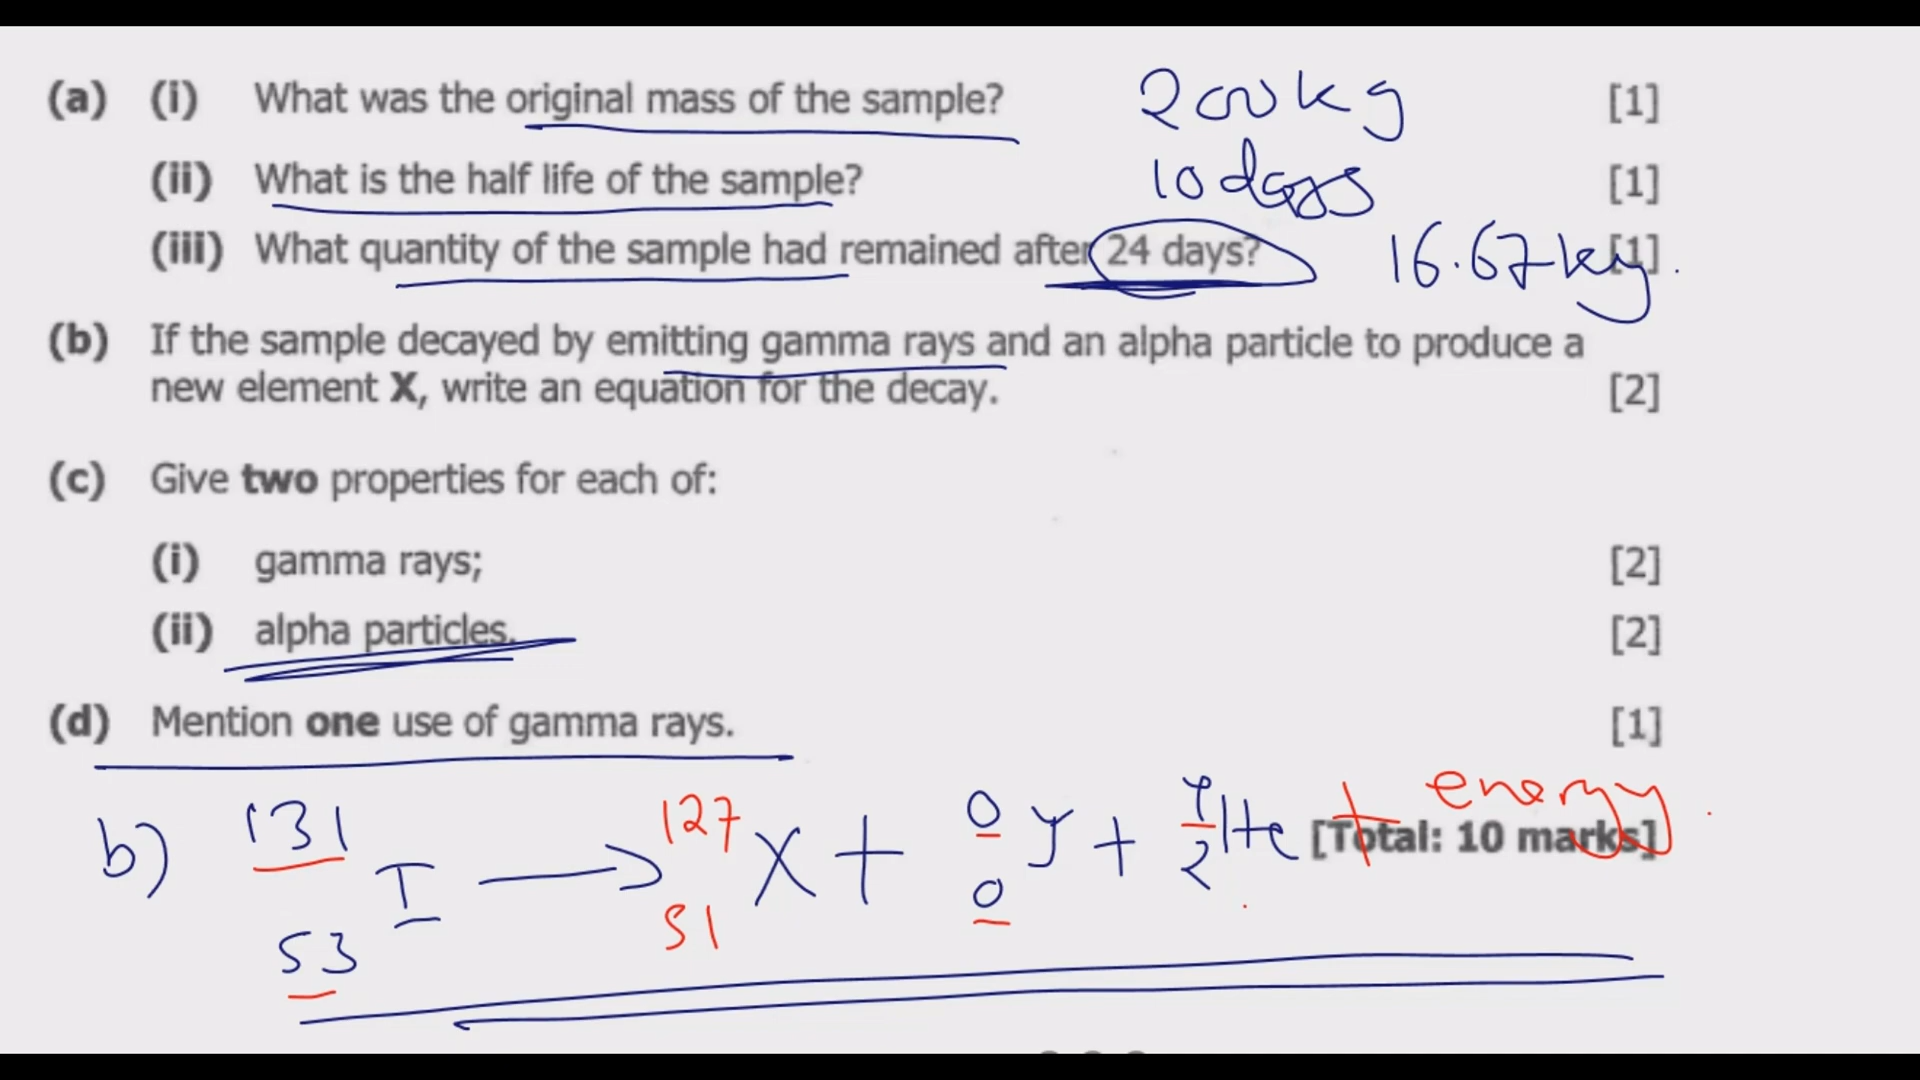 (a) (i) What was the original mass of the sample? 200kg [1]
(ii) What is the half life of the sample? 10 days [1]
(iii) What quantity of the sample had remained after 24 days? 16.67kg. [1]
(b) If the sample decayed by emitting gamma rays and an alpha particle to produce a
new element X, write an equation for the decay. [2]
(c) Give two properties for each of:
(i) gamma rays; [2]
(ii) alpha particles. [2]
(d) Mention one use of gamma rays. [1]
b) 131 53 I → 127 51 X + 0 0 γ + 4 2 He + energy.
[Total: 10 marks]